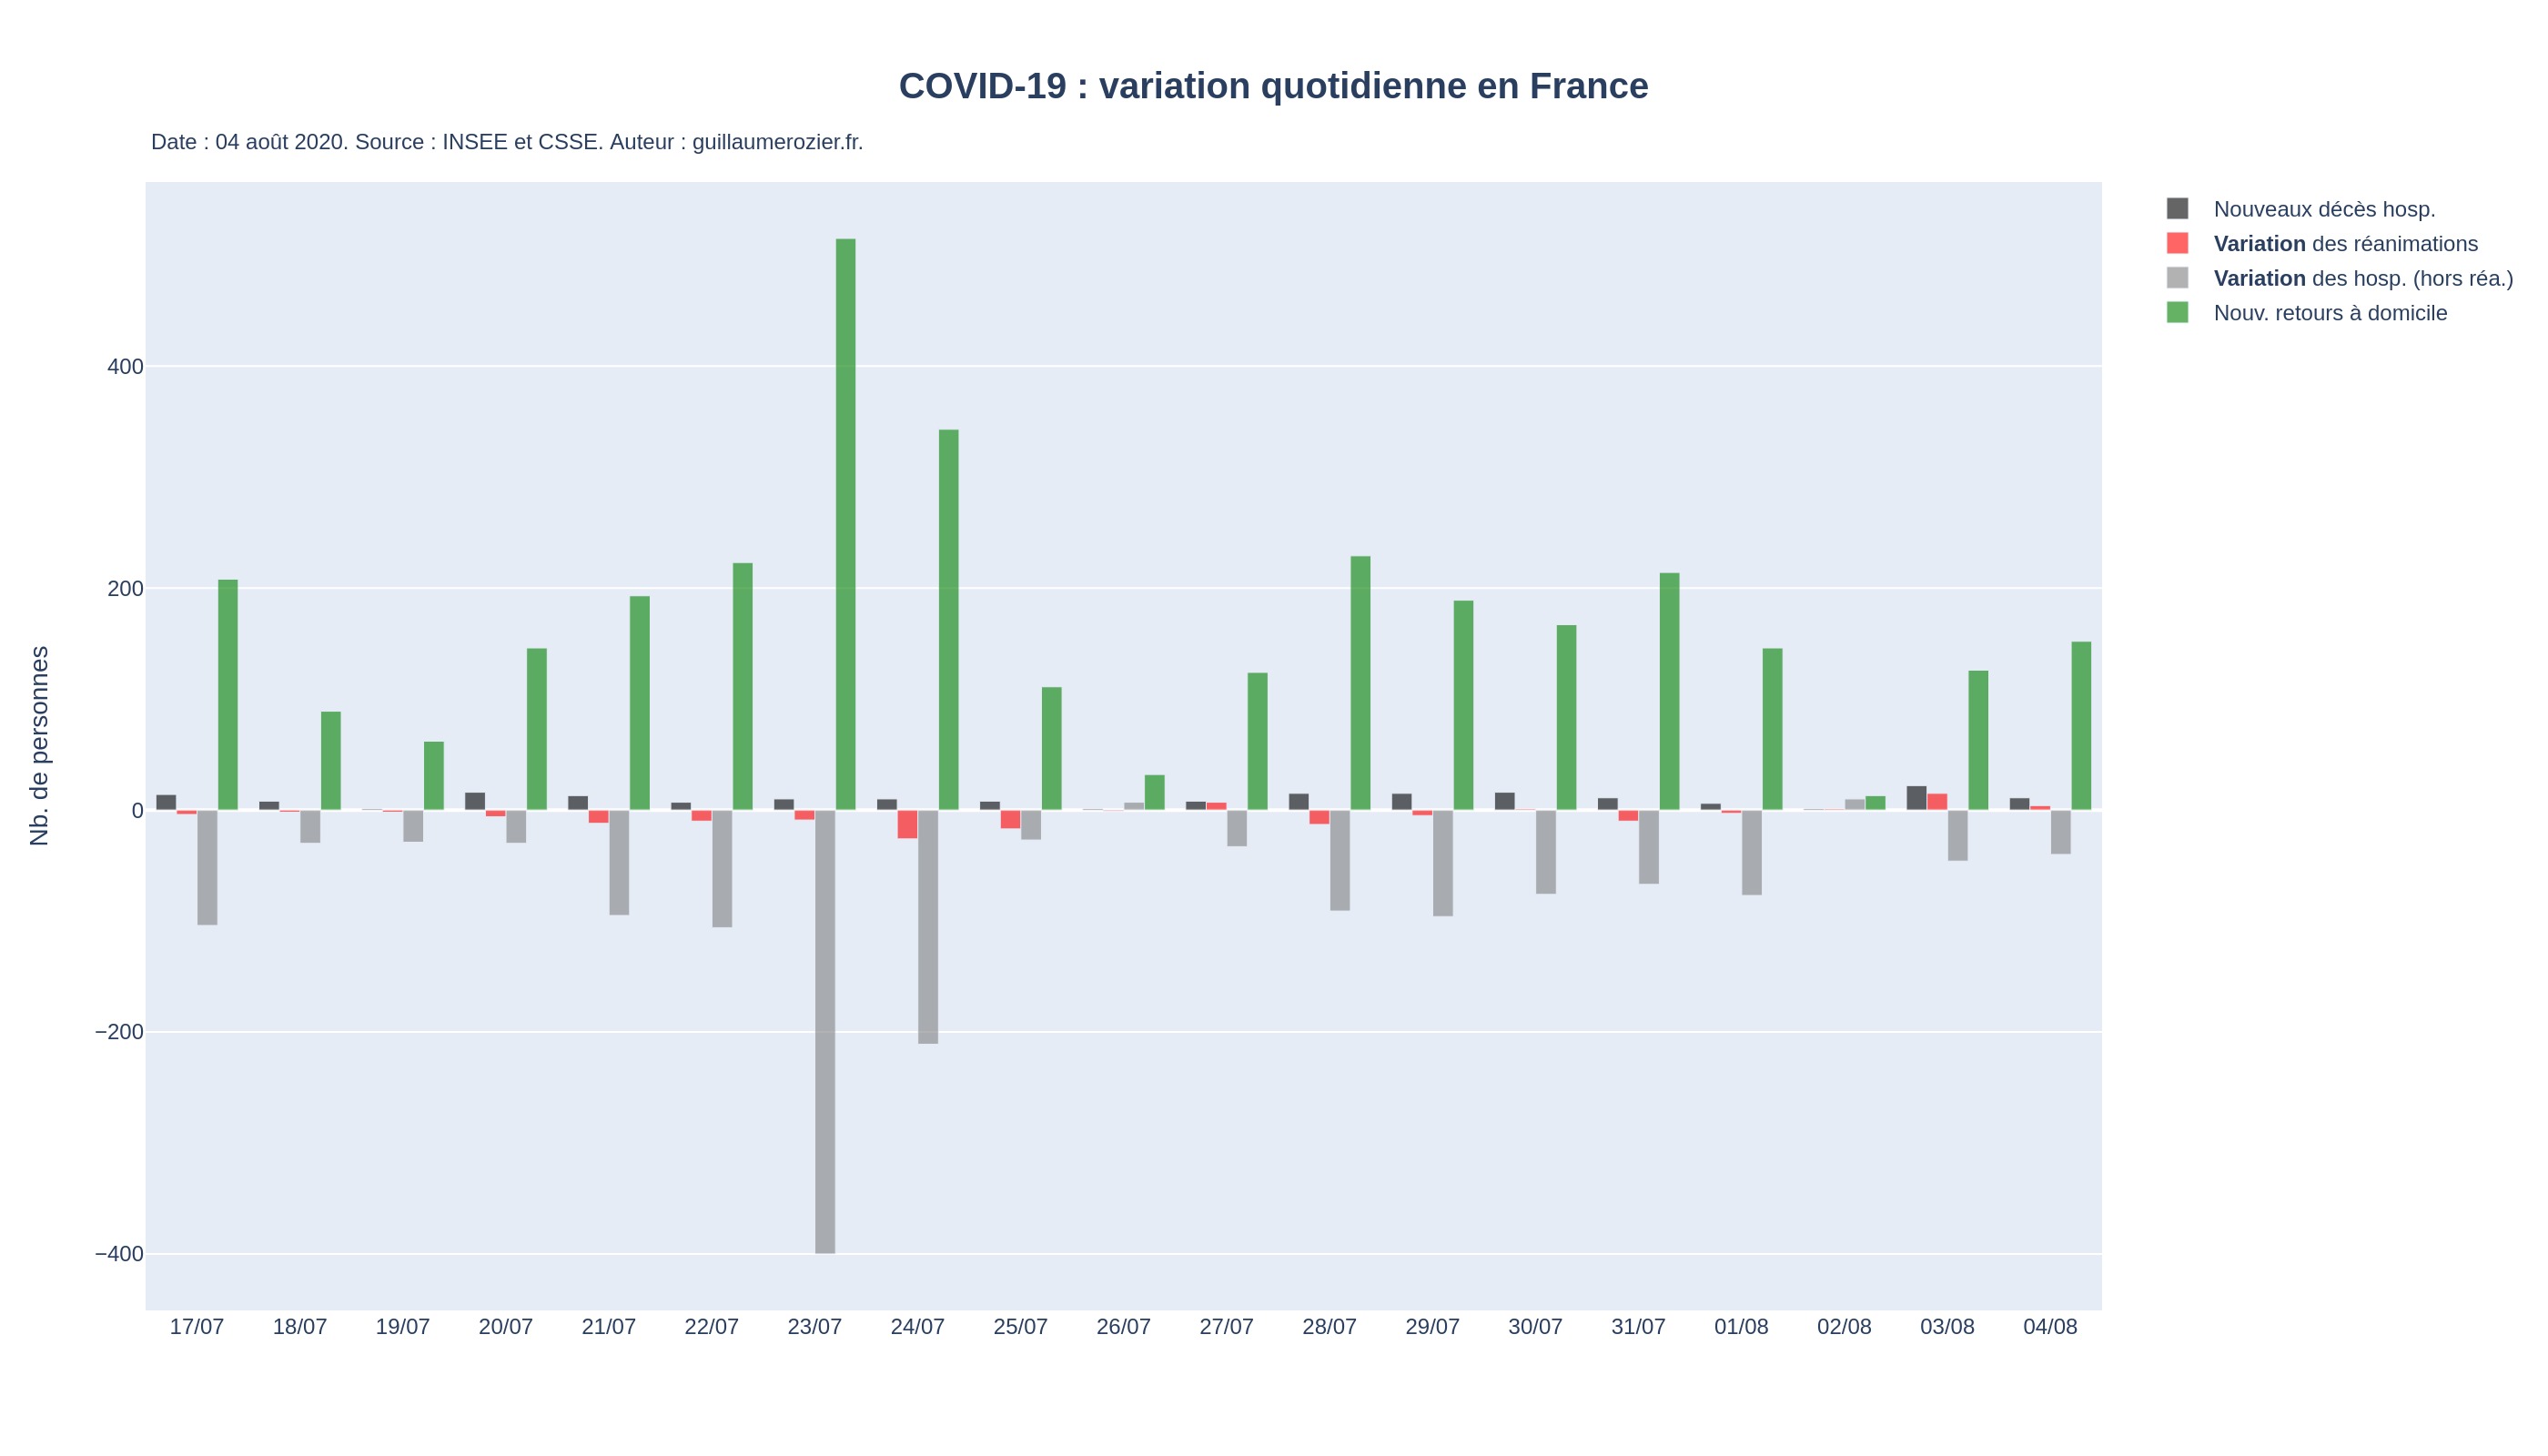 COVID-19 : variation quotidienne en France
Date : 04 août 2020. Source : INSEE et CSSE. Auteur : guillaumerozier.fr.
Nouveaux décès hosp.
Variation des réanimations
Variation des hosp. (hors réa.)
Nouv. retours à domicile
Nb. de personnes
400
200
0
−200
−400
17/07 18/07 19/07 20/07 21/07 22/07 23/07 24/07 25/07 26/07 27/07 28/07 29/07 30/07 31/07 01/08 02/08 03/08 04/08